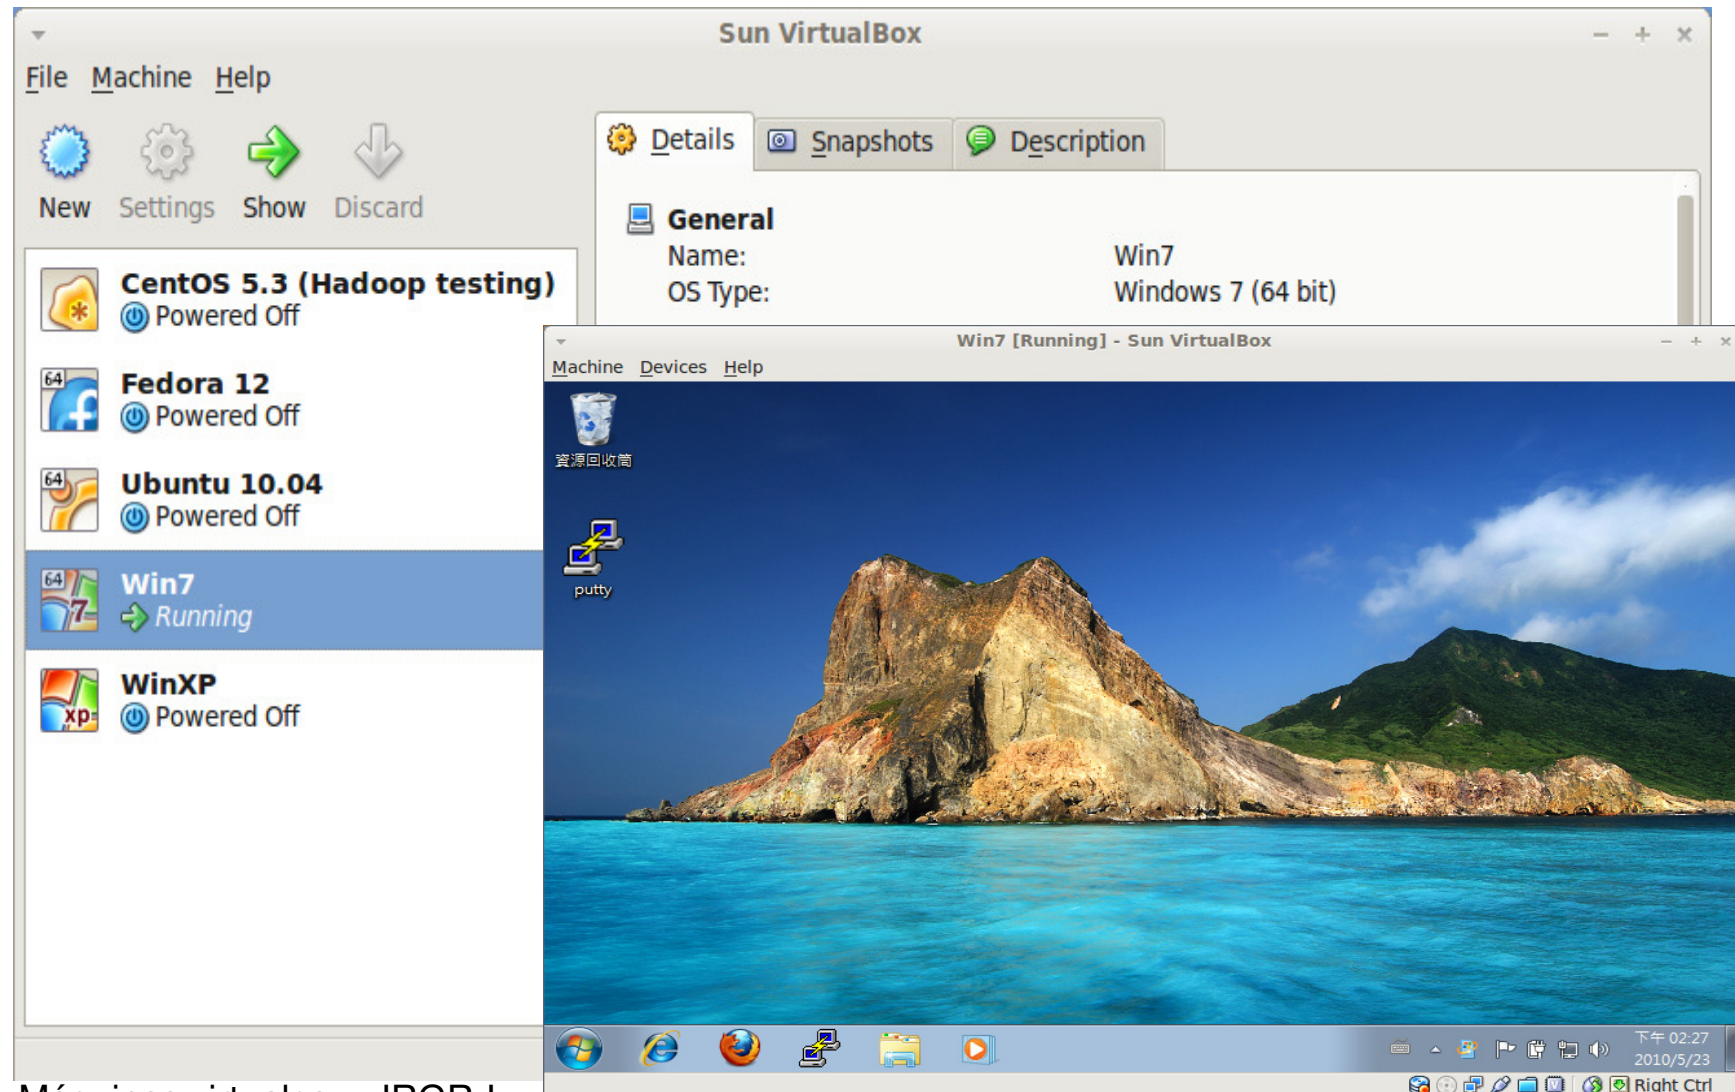 Sun VirtualBox
File Machine Help
New Settings Show Discard
Details Snapshots Description
General
Name: Win7
OS Type: Windows 7 (64 bit)
CentOS 5.3 (Hadoop testing)
Powered Off
64
Fedora 12
Powered Off
64
Ubuntu 10.04
Powered Off
64
7
Win7
Running
xp
WinXP
Powered Off
Win7 [Running] - Sun VirtualBox
Machine Devices Help
資源回收筒
putty
下午 02:27
2010/5/23
Right Ctrl